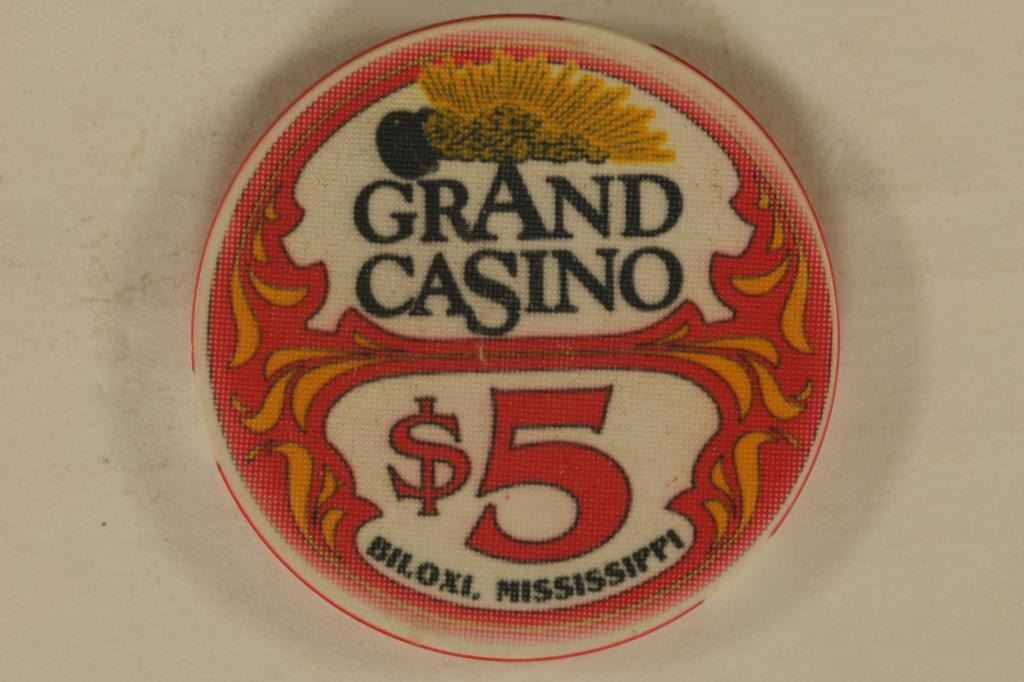 GRAND
CASINO
$5
BILOXI, MISSISSIPPI